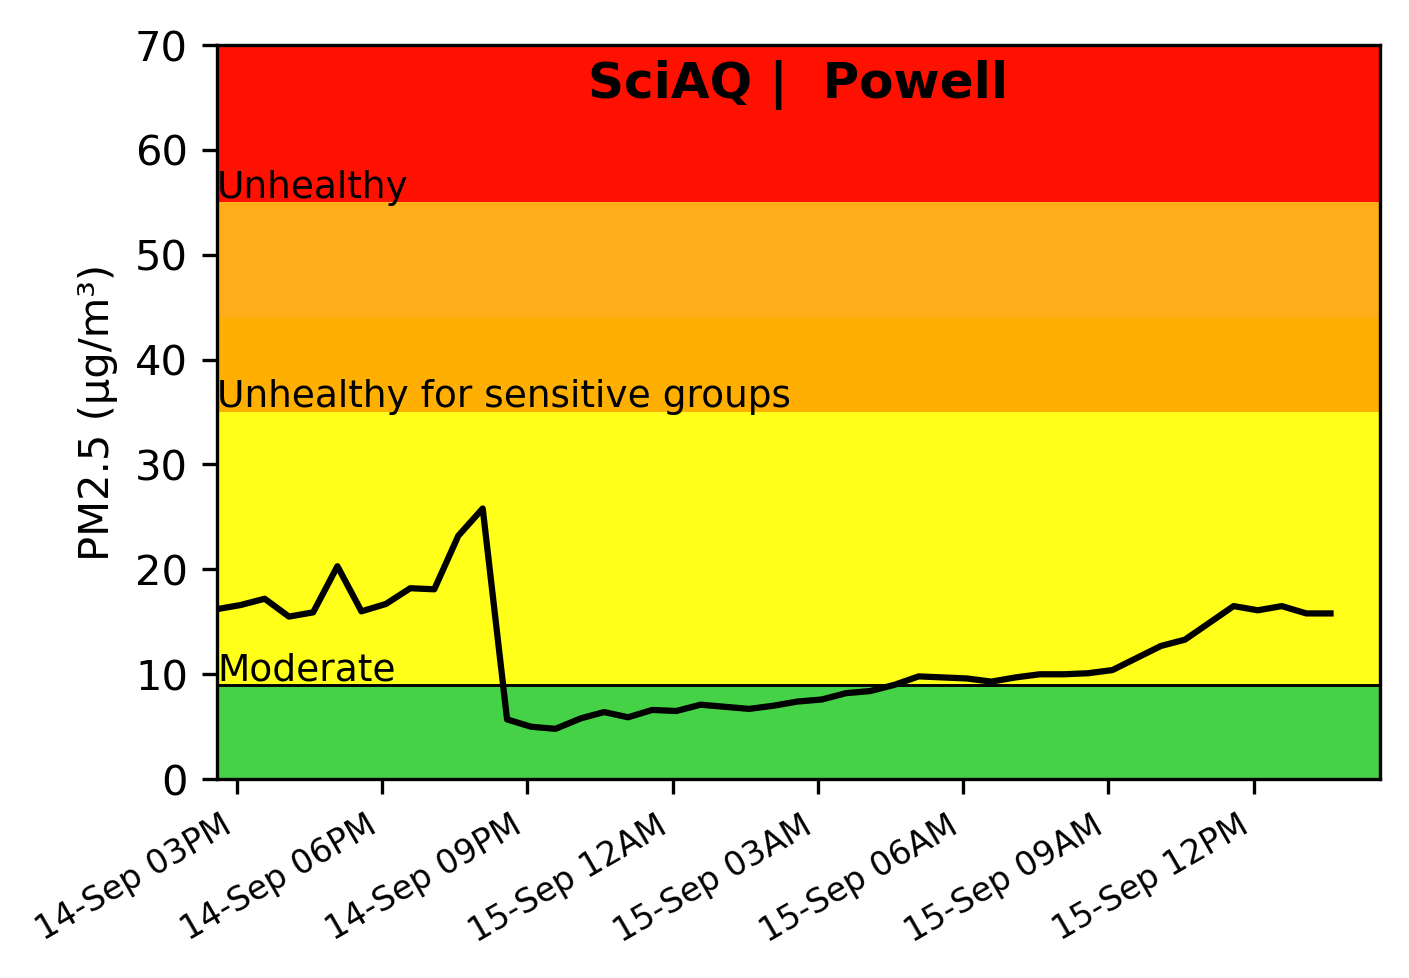 SciAQ |  Powell
70
60
50
40
30
20
10
0
PM2.5 (µg/m³)
Unhealthy
Unhealthy for sensitive groups
Moderate
14-Sep 03PM
14-Sep 06PM
14-Sep 09PM
15-Sep 12AM
15-Sep 03AM
15-Sep 06AM
15-Sep 09AM
15-Sep 12PM